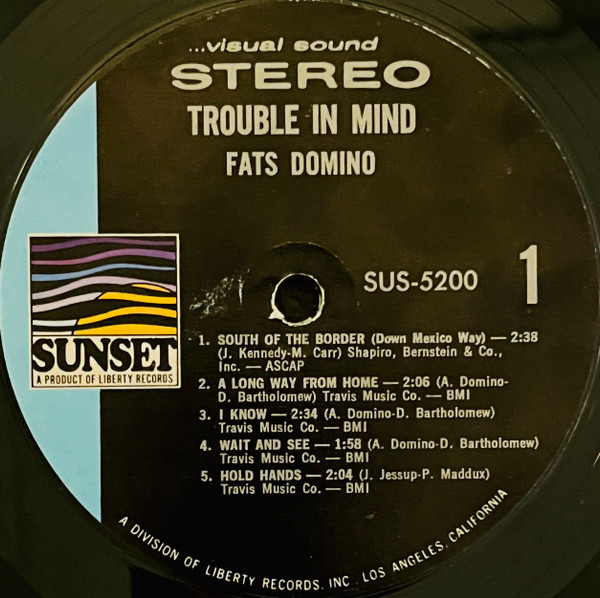 ...visual sound
STEREO
TROUBLE IN MIND
FATS DOMINO
SUS-5200
1
SUNSET
A PRODUCT OF LIBERTY RECORDS
1. SOUTH OF THE BORDER (Down Mexico Way) — 2:38
(J. Kennedy-M. Carr) Shapiro, Bernstein & Co.,
Inc. — ASCAP
2. A LONG WAY FROM HOME — 2:06 (A. Domino-
D. Bartholomew) Travis Music Co. — BMI
3. I KNOW — 2:34 (A. Domino-D. Bartholomew)
Travis Music Co. — BMI
4. WAIT AND SEE — 1:58 (A. Domino-D. Bartholomew)
Travis Music Co. — BMI
5. HOLD HANDS — 2:04 (J. Jessup-P. Maddux)
Travis Music Co. — BMI
A DIVISION OF LIBERTY RECORDS, INC. LOS ANGELES, CALIFORNIA